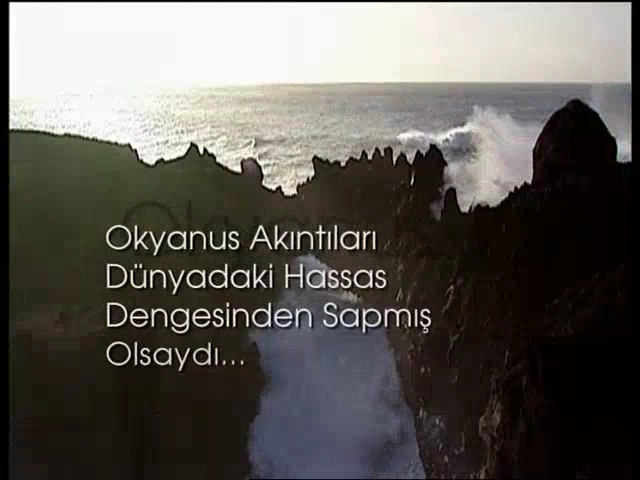 Okyanus Akıntıları
Dünyadaki Hassas
Dengesinden Sapmış
Olsaydı...